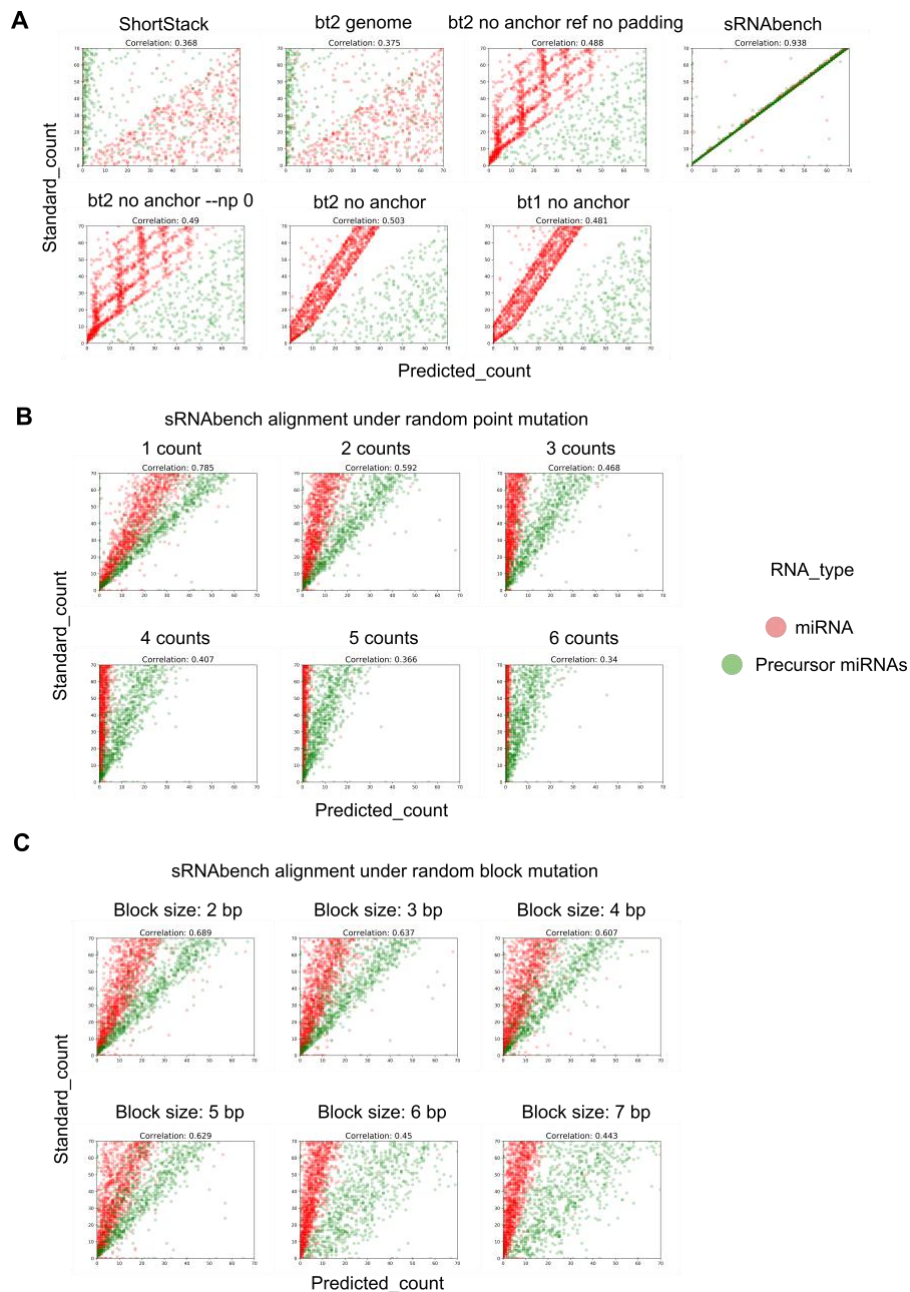 A
ShortStack
bt2 genome
bt2 no anchor ref no padding
sRNAbench
Correlation: 0.368
Correlation: 0.375
Correlation: 0.488
Correlation: 0.938
bt2 no anchor --np 0
bt2 no anchor
bt1 no anchor
Correlation: 0.49
Correlation: 0.503
Correlation: 0.481
Standard_count
Predicted_count
B
sRNAbench alignment under random point mutation
1 count
2 counts
3 counts
Correlation: 0.785
Correlation: 0.592
Correlation: 0.468
4 counts
5 counts
6 counts
Correlation: 0.407
Correlation: 0.366
Correlation: 0.34
Standard_count
Predicted_count
RNA_type
miRNA
Precursor miRNAs
C
sRNAbench alignment under random block mutation
Block size: 2 bp
Block size: 3 bp
Block size: 4 bp
Correlation: 0.689
Correlation: 0.637
Correlation: 0.607
Block size: 5 bp
Block size: 6 bp
Block size: 7 bp
Correlation: 0.629
Correlation: 0.45
Correlation: 0.443
Standard_count
Predicted_count